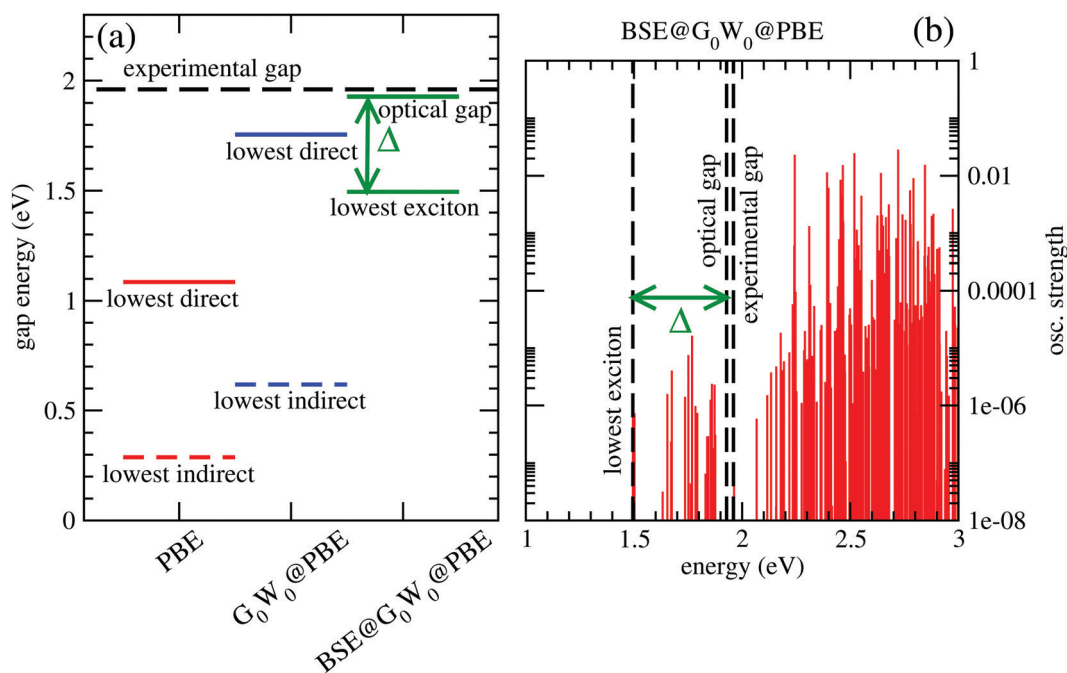 BSE@G₀W₀@PBE
(a)
experimental gap
optical gap
Δ
lowest direct
lowest exciton
lowest direct
lowest indirect
lowest indirect
gap energy (eV)
2
1.5
1
0.5
0
PBE
G₀W₀@PBE
BSE@G₀W₀@PBE
(b)
lowest exciton
Δ
optical gap
experimental gap
1
0.01
0.0001
1e-06
1e-08
osc. strength
1
1.5
2
2.5
3
energy (eV)